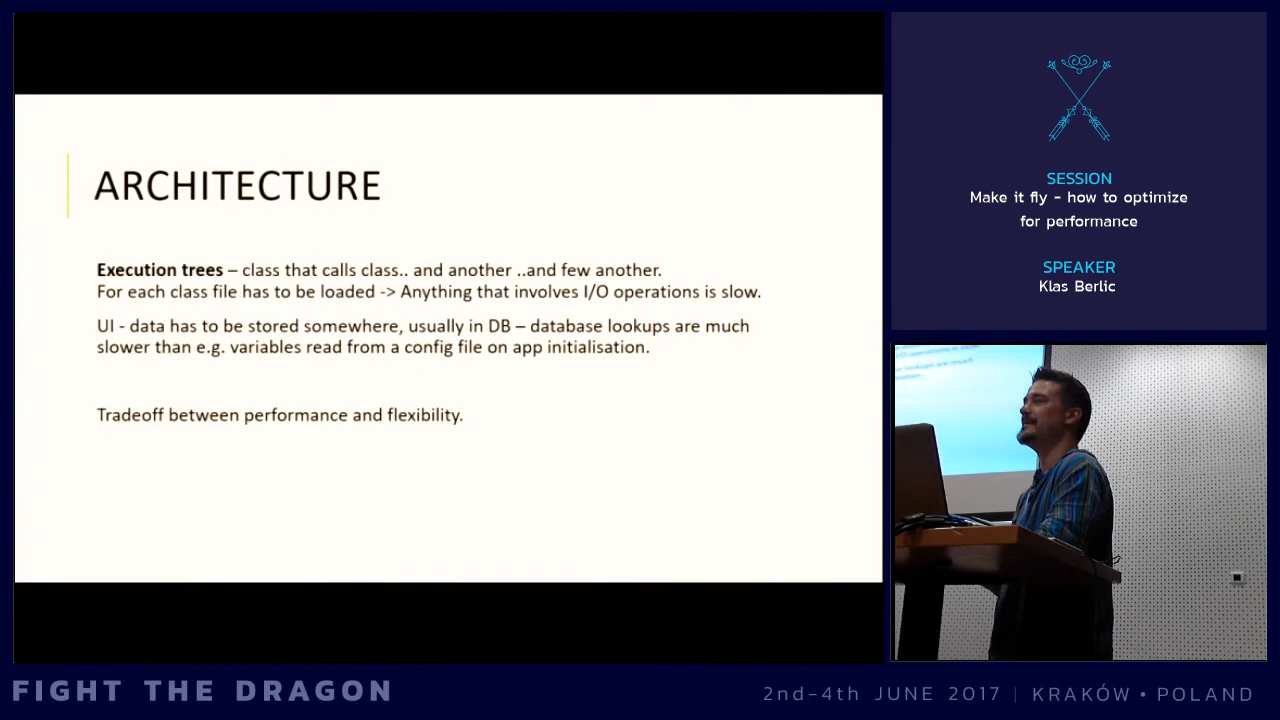 ARCHITECTURE
Execution trees – class that calls class.. and another ..and few another.
For each class file has to be loaded -> Anything that involves I/O operations is slow.
UI - data has to be stored somewhere, usually in DB – database lookups are much
slower than e.g. variables read from a config file on app initialisation.
Tradeoff between performance and flexibility.
SESSION
Make it fly - how to optimize
for performance
SPEAKER
Klas Berlic
FIGHT THE DRAGON
2nd-4th JUNE 2017 | KRAKÓW • POLAND